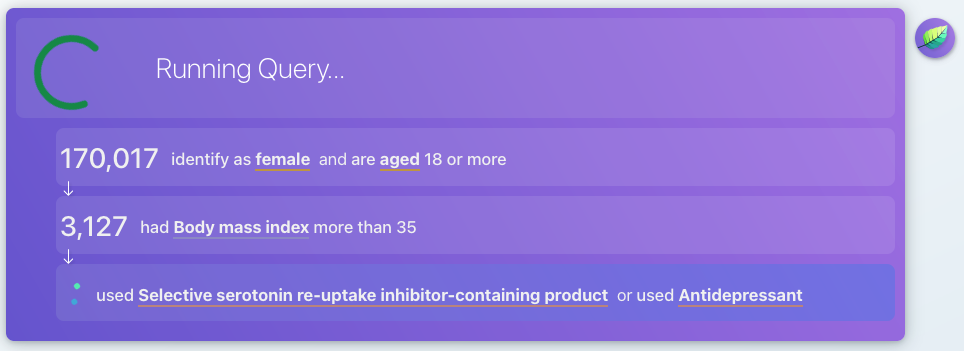 Running Query...
170,017 identify as female and are aged 18 or more
3,127 had Body mass index more than 35
used Selective serotonin re-uptake inhibitor-containing product or used Antidepressant